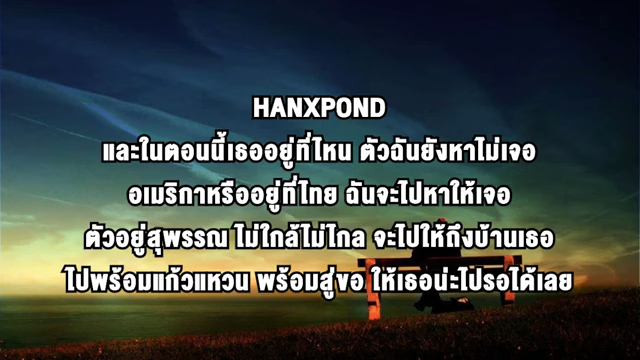 HANXPOND
และในตอนนี้เธออยู่ที่ไหน ตัวฉันยังหาไม่เจอ
อเมริกาหรืออยู่ที่ไทย ฉันจะไปหาให้เจอ
ตัวอยู่สุพรรณ ไม่ใกล้ไม่ไกล จะไปให้ถึงบ้านเธอ
ไปพร้อมแก้วแหวน พร้อมสู่ขอ ให้เธอน่ะไปรอได้เลย